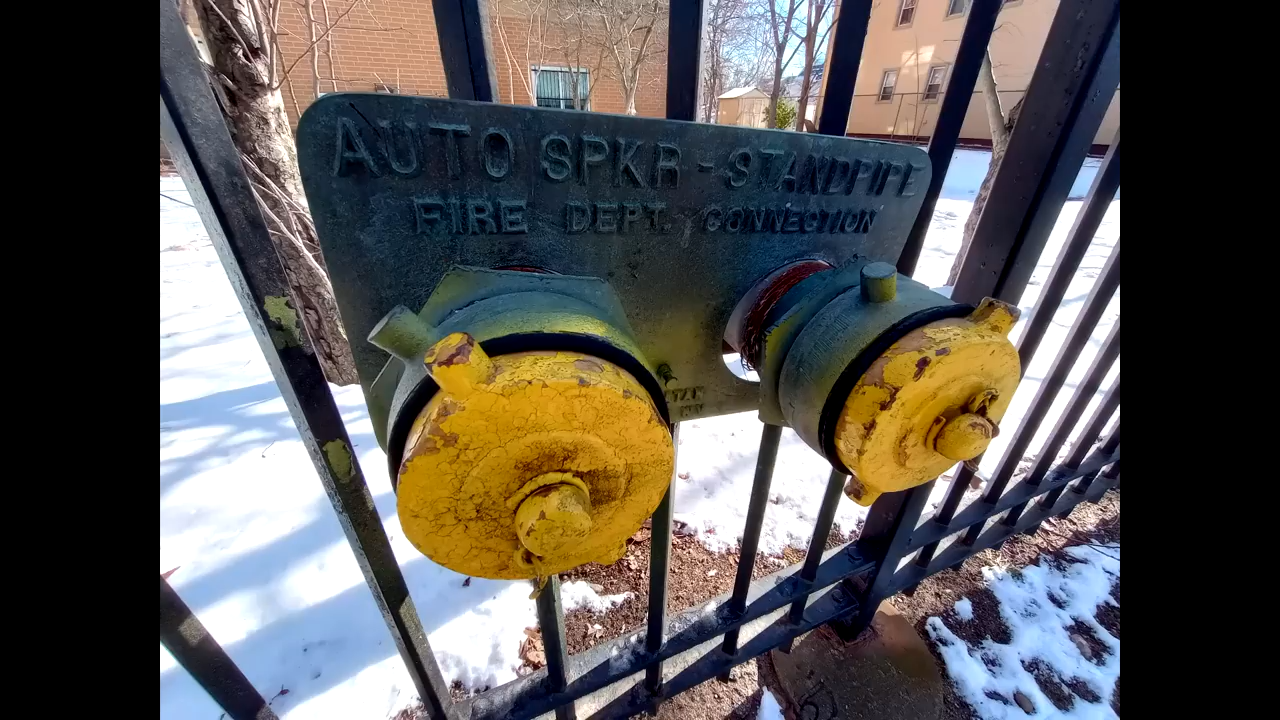 AUTO SPKR - STANDPIPE
FIRE DEPT. CONNECTION